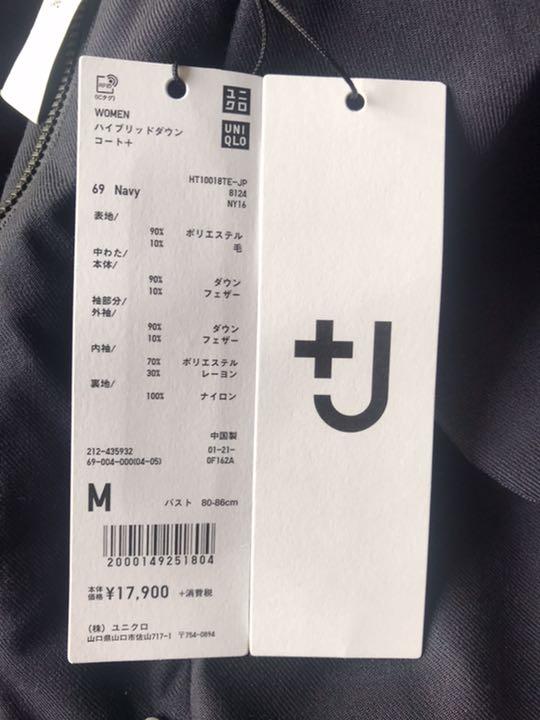 RFID
(ICタグ)
ユニ
クロ
UNI
QLO
WOMEN
ハイブリッドダウン
コート+
HT10018TE-JP
69 Navy
8124
NY16
表地/
90% ポリエステル
10% 毛
中わた/
本体/
90% ダウン
10% フェザー
袖部分/
外袖/
90% ダウン
10% フェザー
内袖/
70% ポリエステル
30% レーヨン
裏地/
100% ナイロン
中国製
212-435932 01-21-
69-004-000(04-05) 0F162A
M バスト 80-86cm
2000149251804
本体
価格 ¥17,900 +消費税
(株) ユニクロ
山口県山口市佐山717-1 〒754-0894
+J